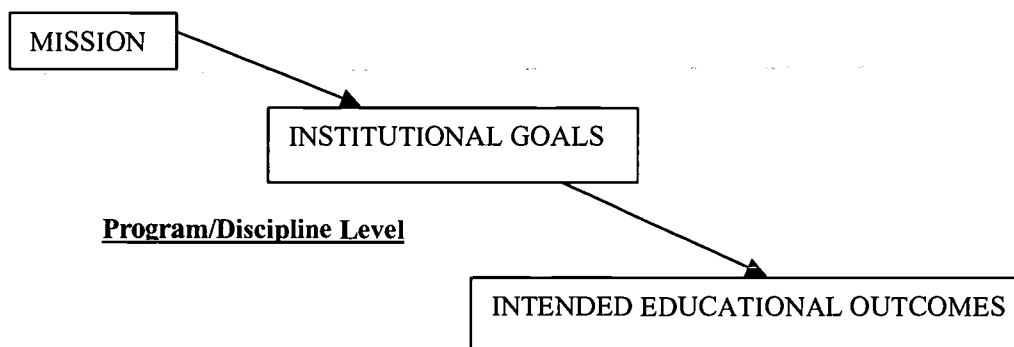 MISSION
INSTITUTIONAL GOALS
Program/Discipline Level
INTENDED EDUCATIONAL OUTCOMES